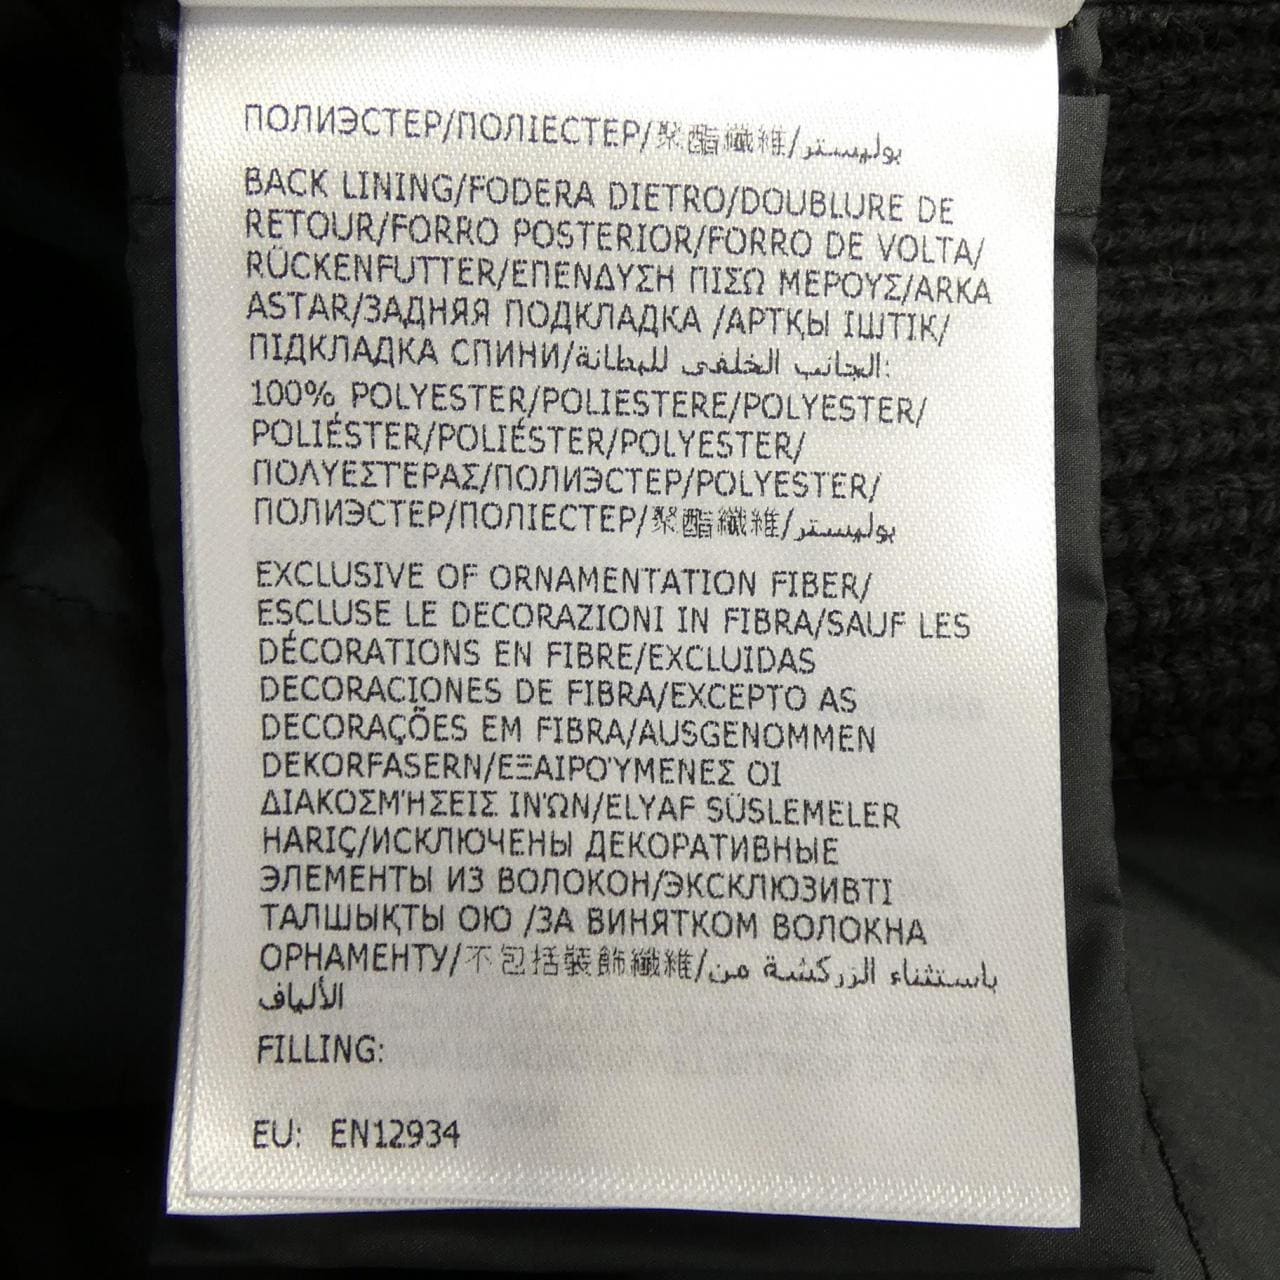 ПОЛИЭСТЕР/ПОЛІЕСТЕР/聚酯纖維/بوليستر
BACK LINING/FODERA DIETRO/DOUBLURE DE
RETOUR/FORRO POSTERIOR/FORRO DE VOLTA/
RÜCKENFUTTER/ΕΠΕΝΔΥΣΗ ΠΙΣΩ ΜΕΡΟΥΣ/ARKA
ASTAR/ЗАДНЯЯ ПОДКЛАДКА /АРТҚЫ ІШТІК/
ПІДКЛАДКА СПИНИ/الجانب الخلفي للبطانة:
100% POLYESTER/POLIESTERE/POLYESTER/
POLIÉSTER/POLIÉSTER/POLYESTER/
ΠΟΛΥΕΣΤΕΡΑΣ/ПОЛИЭСТЕР/POLYESTER/
ПОЛИЭСТЕР/ПОЛІЕСТЕР/聚酯纖維/بوليستر
EXCLUSIVE OF ORNAMENTATION FIBER/
ESCLUSE LE DECORAZIONI IN FIBRA/SAUF LES
DÉCORATIONS EN FIBRE/EXCLUIDAS
DECORACIONES DE FIBRA/EXCEPTO AS
DECORAÇÕES EM FIBRA/AUSGENOMMEN
DEKORFASERN/ΕΞΑΙΡΟΎΜΕΝΕΣ ΟΙ
ΔΙΑΚΟΣΜΉΣΕΙΣ ΙΝΏΝ/ELYAF SÜSLEMELER
HARIÇ/ИСКЛЮЧЕНЫ ДЕКОРАТИВНЫЕ
ЭЛЕМЕНТЫ ИЗ ВОЛОКОН/ЭКСКЛЮЗИВТІ
ТАЛШЫҚТЫ ОЮ /ЗА ВИНЯТКОМ ВОЛОКНА
ОРНАМЕНТУ/不包括裝飾纖維/باستثناء الزركشة من
الألياف
FILLING:
EU: EN12934